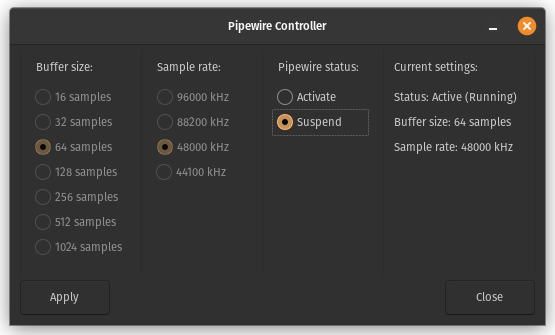 Pipewire Controller
Buffer size:
16 samples
32 samples
64 samples
128 samples
256 samples
512 samples
1024 samples
Sample rate:
96000 kHz
88200 kHz
48000 kHz
44100 kHz
Pipewire status:
Activate
Suspend
Current settings:
Status: Active (Running)
Buffer size: 64 samples
Sample rate: 48000 kHz
Apply
Close